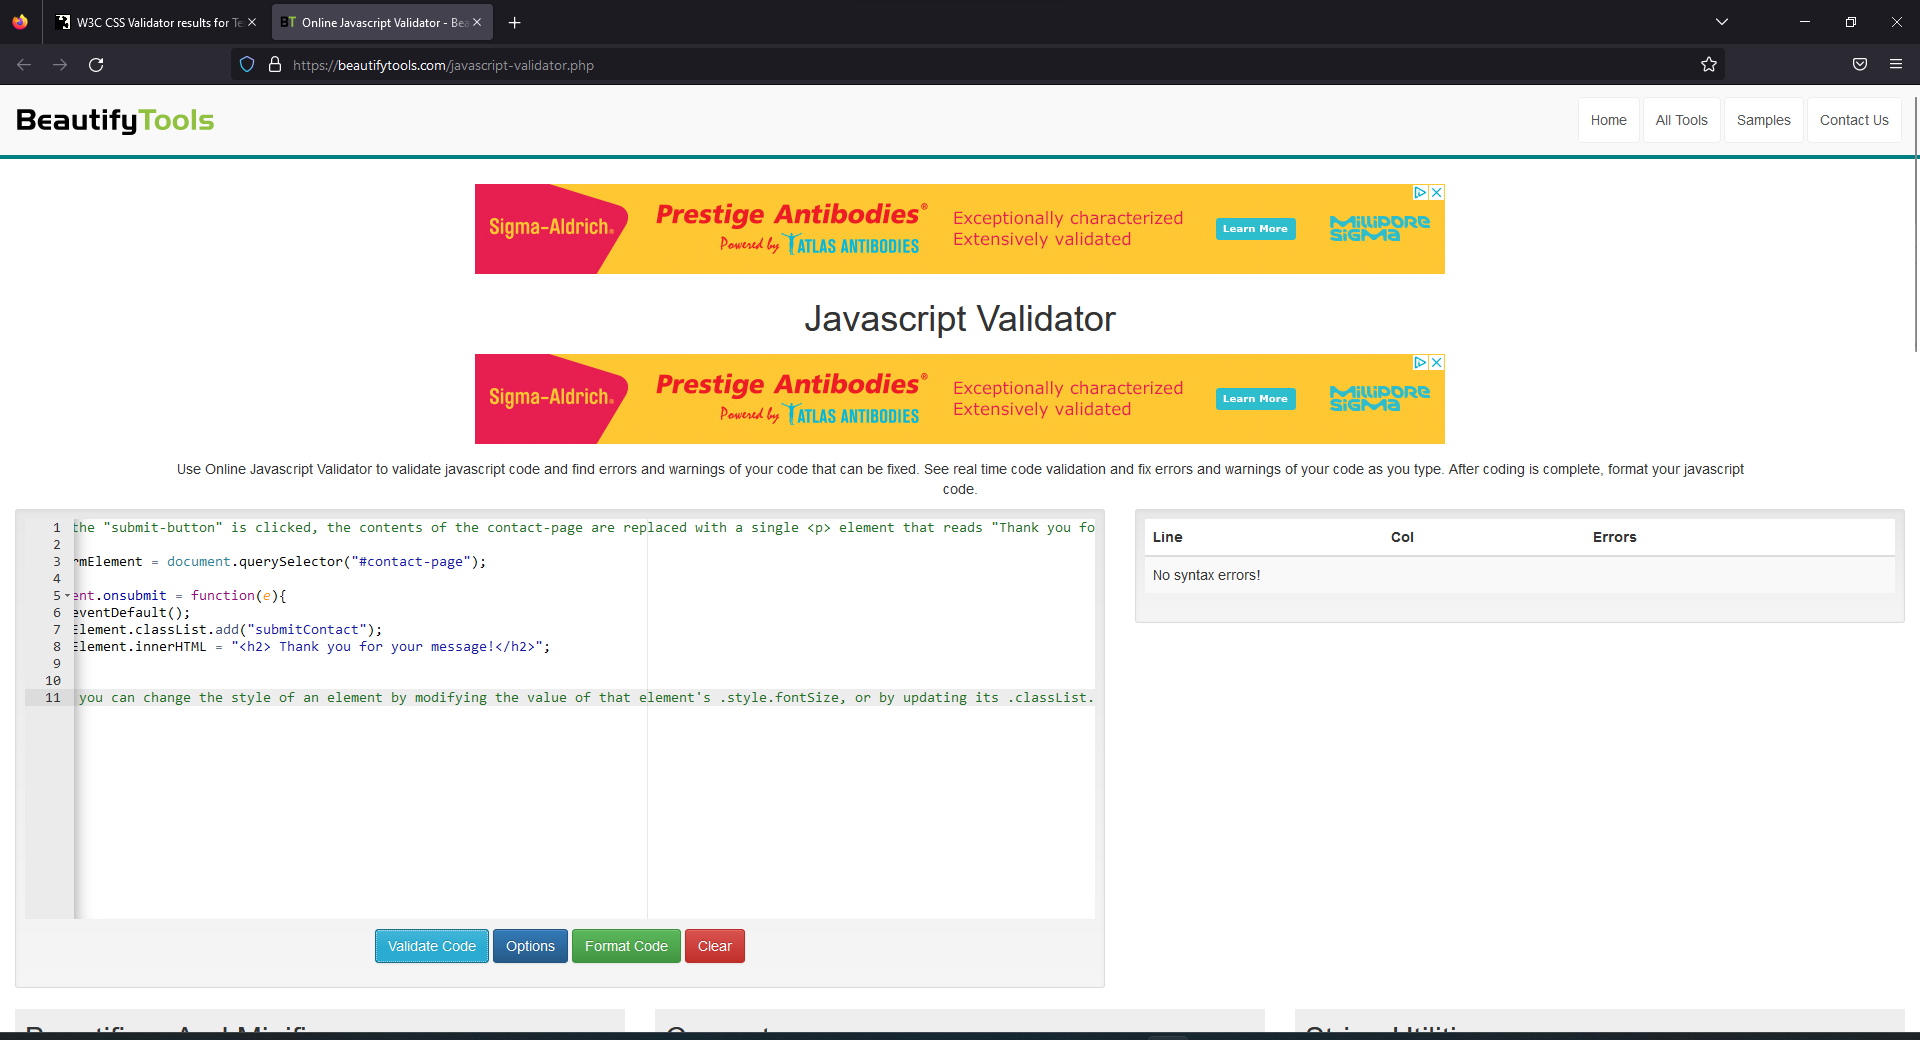 W3C CSS Validator results for Te
BT Online Javascript Validator - Bea
https://beautifytools.com/javascript-validator.php
BeautifyTools
Home All Tools Samples Contact Us
Sigma-Aldrich® Prestige Antibodies® Exceptionally characterized Learn More Millipore
Powered by ATLAS ANTIBODIES Extensively validated SigMa
Javascript Validator
Sigma-Aldrich® Prestige Antibodies® Exceptionally characterized Learn More Millipore
Powered by ATLAS ANTIBODIES Extensively validated SigMa
Use Online Javascript Validator to validate javascript code and find errors and warnings of your code that can be fixed. See real time code validation and fix errors and warnings of your code as you type. After coding is complete, format your javascript
code.
1 the "submit-button" is clicked, the contents of the contact-page are replaced with a single <p> element that reads "Thank you fo
2
3 rmElement = document.querySelector("#contact-page");
4
5 ent.onsubmit = function(e){
6 eventDefault();
7 Element.classList.add("submitContact");
8 Element.innerHTML = "<h2> Thank you for your message!</h2>";
9
10
11 you can change the style of an element by modifying the value of that element's .style.fontSize, or by updating its .classList.
Line Col Errors
No syntax errors!
Validate Code Options Format Code Clear